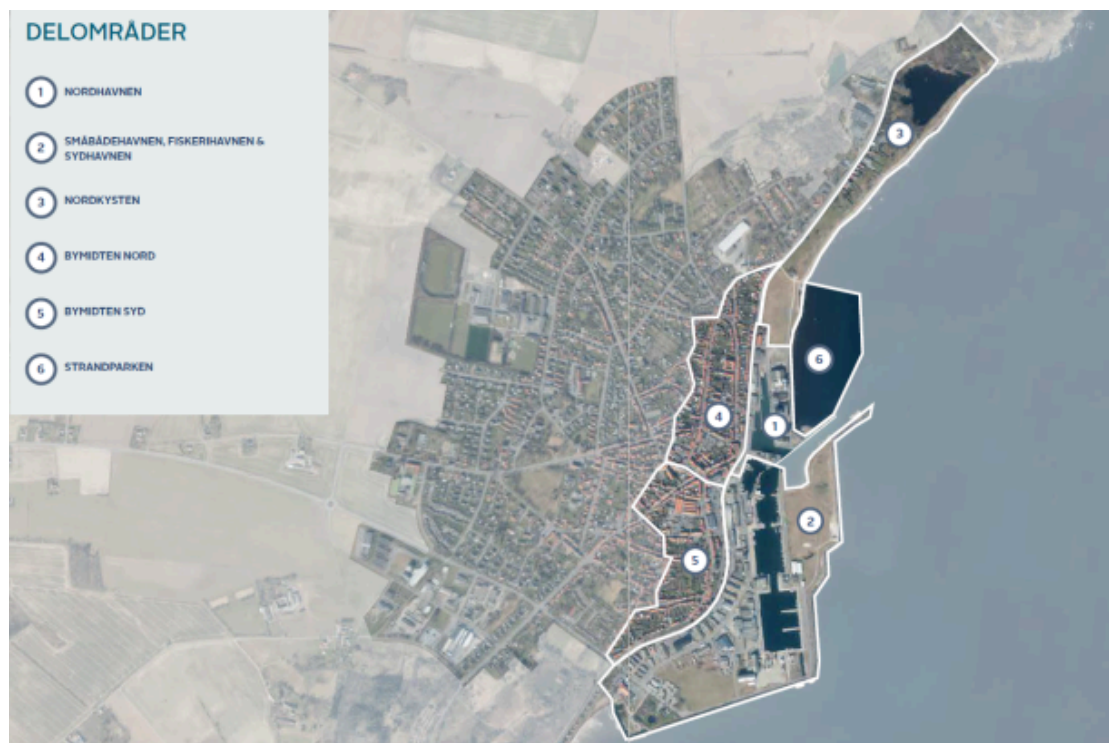 DELOMRÅDER
1 NORDHAVNEN
2 SMÅBÅDEHAVNEN, FISKERIHAVNEN &
SYDHAVNEN
3 NORDKYSTEN
4 BYMIDTEN NORD
5 BYMIDTEN SYD
6 STRANDPARKEN
3
6
4
1
2
5